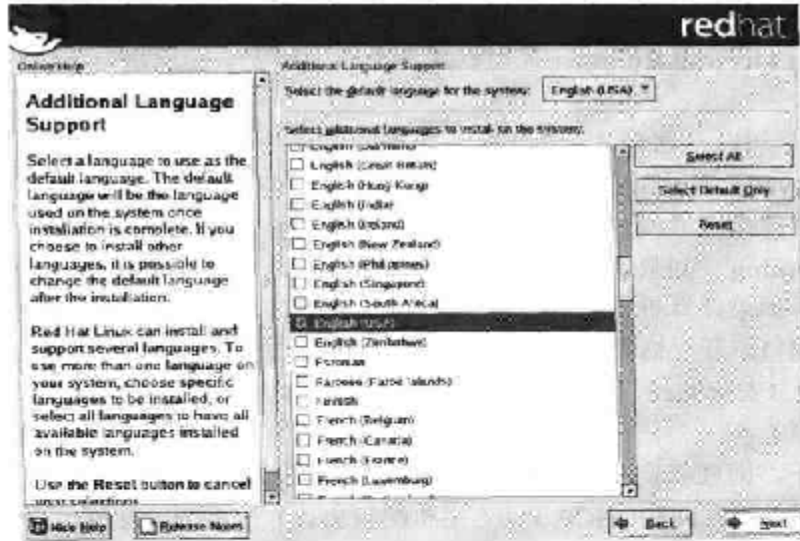 redhat
Online Help
Additional Language
Support
Select a language to use as the
default language. The default
language will be the language
used on the system once
installation is complete. If you
choose to install other
languages, it is possible to
change the default language
after the installation.
Red Hat Linux can install and
support several languages. To
use more than one language on
your system, choose specific
languages to be installed, or
select all languages to have all
available languages installed
on the system.
Use the Reset button to cancel
your selections
Additional Language Support
Select the default language for the system:
English (USA)
Select additional languages to install on the system:
English (Great Britain)
English (Hong Kong)
English (India)
English (Ireland)
English (New Zealand)
English (Philippines)
English (Singapore)
English (South Africa)
English (USA)
English (Zimbabwe)
Estonian
Faroese (Faroe Islands)
Finnish
French (Belgium)
French (Canada)
French (France)
French (Luxemburg)
Select All
Select Default Only
Reset
Hide Help
Release Notes
Back
Next